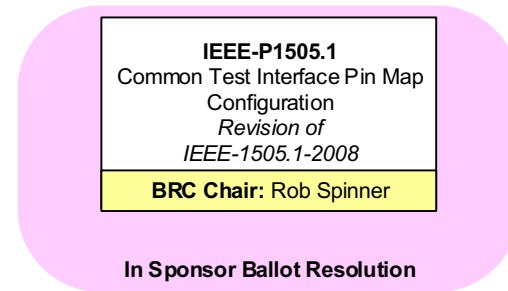 IEEE-P1505.1
Common Test Interface Pin Map
Configuration
Revision of
IEEE-1505.1-2008
BRC Chair: Rob Spinner
In Sponsor Ballot Resolution